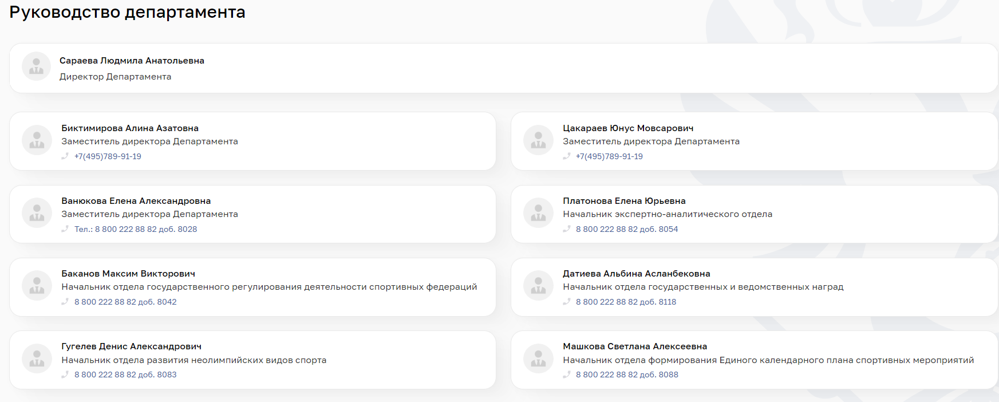 Руководство департамента
Сараева Людмила Анатольевна
Директор Департамента
Биктимирова Алина Азатовна
Заместитель директора Департамента
+7(495)789-91-19
Цакараев Юнус Мовсарович
Заместитель директора Департамента
+7(495)789-91-19
Ванюкова Елена Александровна
Заместитель директора Департамента
Тел.: 8 800 222 88 82 доб. 8028
Платонова Елена Юрьевна
Начальник экспертно-аналитического отдела
8 800 222 88 82 доб. 8054
Баканов Максим Викторович
Начальник отдела государственного регулирования деятельности спортивных федераций
8 800 222 88 82 доб. 8042
Датиева Альбина Асланбековна
Начальник отдела государственных и ведомственных наград
8 800 222 88 82 доб. 8118
Гугелев Денис Александрович
Начальник отдела развития неолимпийских видов спорта
8 800 222 88 82 доб. 8083
Машкова Светлана Алексеевна
Начальник отдела формирования Единого календарного плана спортивных мероприятий
8 800 222 88 82 доб. 8088